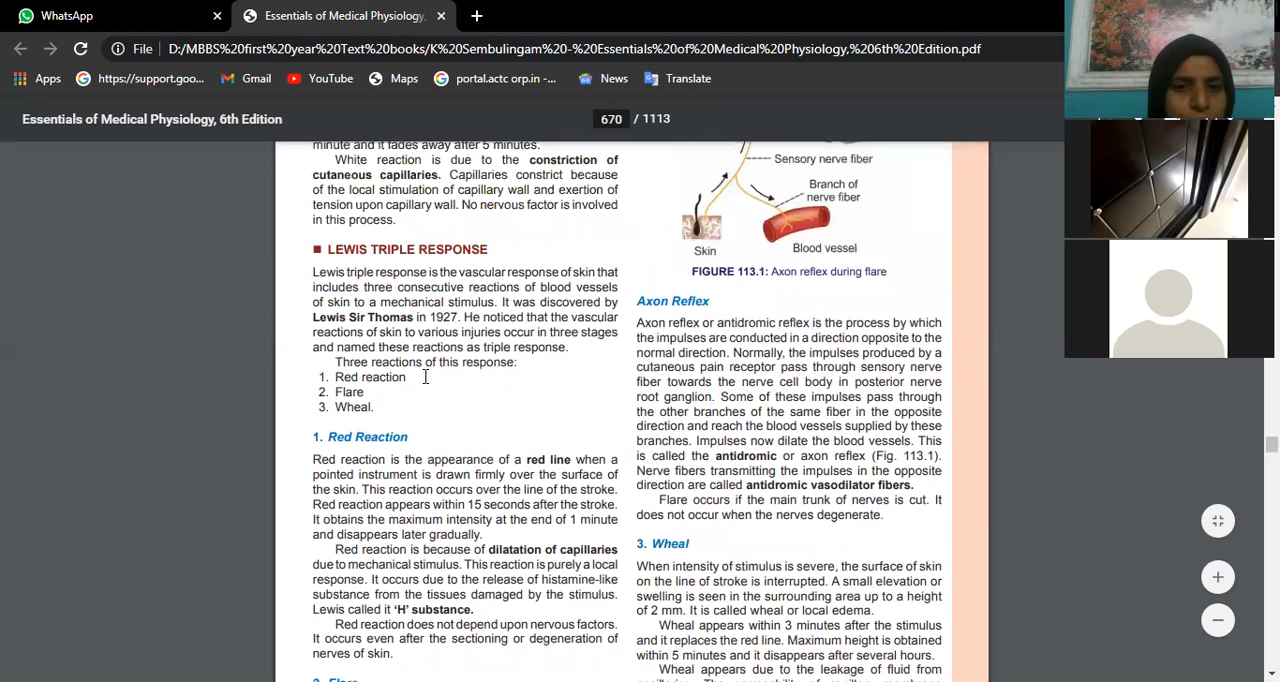 WhatsApp
Essentials of Medical Physiology,
File
D:/MBBS%20first%20year%20Text%20books/K%20Sembulingam%20-%20Essentials%20of%20Medical%20Physiology,%206th%20Edition.pdf
Apps
https://support.goo...
Gmail
YouTube
Maps
portal.actc orp.in -...
News
Translate
Essentials of Medical Physiology, 6th Edition
670 / 1113
minute and it fades away after 5 minutes.
White reaction is due to the constriction of
cutaneous capillaries. Capillaries constrict because
of the local stimulation of capillary wall and exertion of
tension upon capillary wall. No nervous factor is involved
in this process.
■ LEWIS TRIPLE RESPONSE
Lewis triple response is the vascular response of skin that
includes three consecutive reactions of blood vessels
of skin to a mechanical stimulus. It was discovered by
Lewis Sir Thomas in 1927. He noticed that the vascular
reactions of skin to various injuries occur in three stages
and named these reactions as triple response.
Three reactions of this response:
1. Red reaction
2. Flare
3. Wheal.
1. Red Reaction
Red reaction is the appearance of a red line when a
pointed instrument is drawn firmly over the surface of
the skin. This reaction occurs over the line of the stroke.
Red reaction appears within 15 seconds after the stroke.
It obtains the maximum intensity at the end of 1 minute
and disappears later gradually.
Red reaction is because of dilatation of capillaries
due to mechanical stimulus. This reaction is purely a local
response. It occurs due to the release of histamine-like
substance from the tissues damaged by the stimulus.
Lewis called it ‘H’ substance.
Red reaction does not depend upon nervous factors.
It occurs even after the sectioning or degeneration of
nerves of skin.
2. Flare
Sensory nerve fiber
Branch of
nerve fiber
Skin
Blood vessel
FIGURE 113.1: Axon reflex during flare
Axon Reflex
Axon reflex or antidromic reflex is the process by which
the impulses are conducted in a direction opposite to the
normal direction. Normally, the impulses produced by a
cutaneous pain receptor pass through sensory nerve
fiber towards the nerve cell body in posterior nerve
root ganglion. Some of these impulses pass through
the other branches of the same fiber in the opposite
direction and reach the blood vessels supplied by these
branches. Impulses now dilate the blood vessels. This
is called the antidromic or axon reflex (Fig. 113.1).
Nerve fibers transmitting the impulses in the opposite
direction are called antidromic vasodilator fibers.
Flare occurs if the main trunk of nerves is cut. It
does not occur when the nerves degenerate.
3. Wheal
When intensity of stimulus is severe, the surface of skin
on the line of stroke is interrupted. A small elevation or
swelling is seen in the surrounding area up to a height
of 2 mm. It is called wheal or local edema.
Wheal appears within 3 minutes after the stimulus
and it replaces the red line. Maximum height is obtained
within 5 minutes and it disappears after several hours.
Wheal appears due to the leakage of fluid from